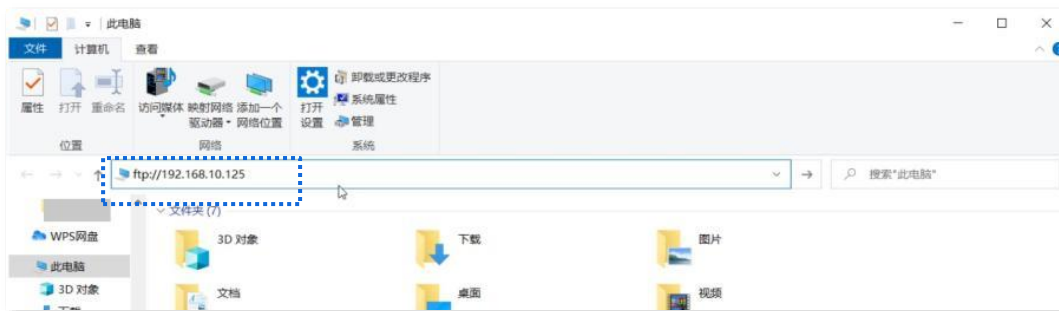 此电脑
文件 计算机 查看
属性 打开 重命名 访问媒体 映射网络驱动器 添加一个网络位置 打开设置 卸载或更改程序
系统属性
管理
位置 网络 系统
ftp://192.168.10.125 搜索"此电脑"
文件夹 (7)
WPS网盘 3D 对象 下载 图片
此电脑
3D 对象 文档 桌面 视频